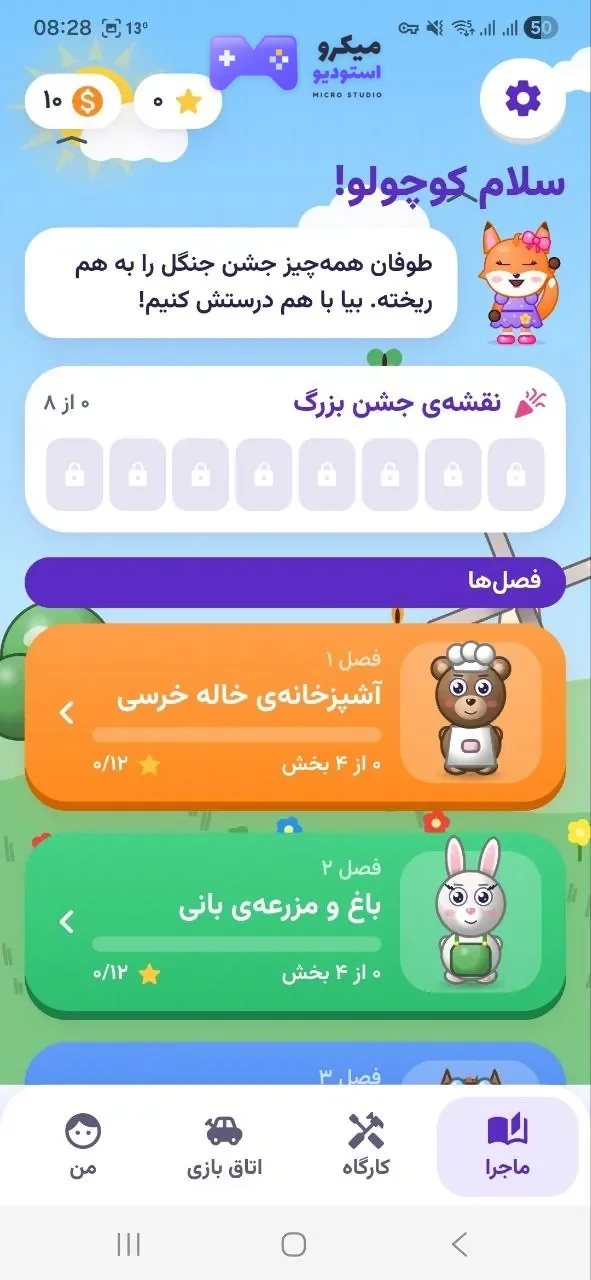 08:28 13°
50
میکرو
استودیو
MICRO STUDIO
۱۰
۰
سلام کوچولو!
طوفان همه‌چیز جشن جنگل را به هم
ریخته. بیا با هم درستش کنیم!
نقشه‌ی جشن بزرگ
۰ از ۸
فصل‌ها
فصل ۱
آشپزخانه‌ی خاله خرسی
۰ از ۴ بخش
۰/۱۲
فصل ۲
باغ و مزرعه‌ی بانی
۰ از ۴ بخش
۰/۱۲
فصل ۳
ماجرا
کارگاه
اتاق بازی
من